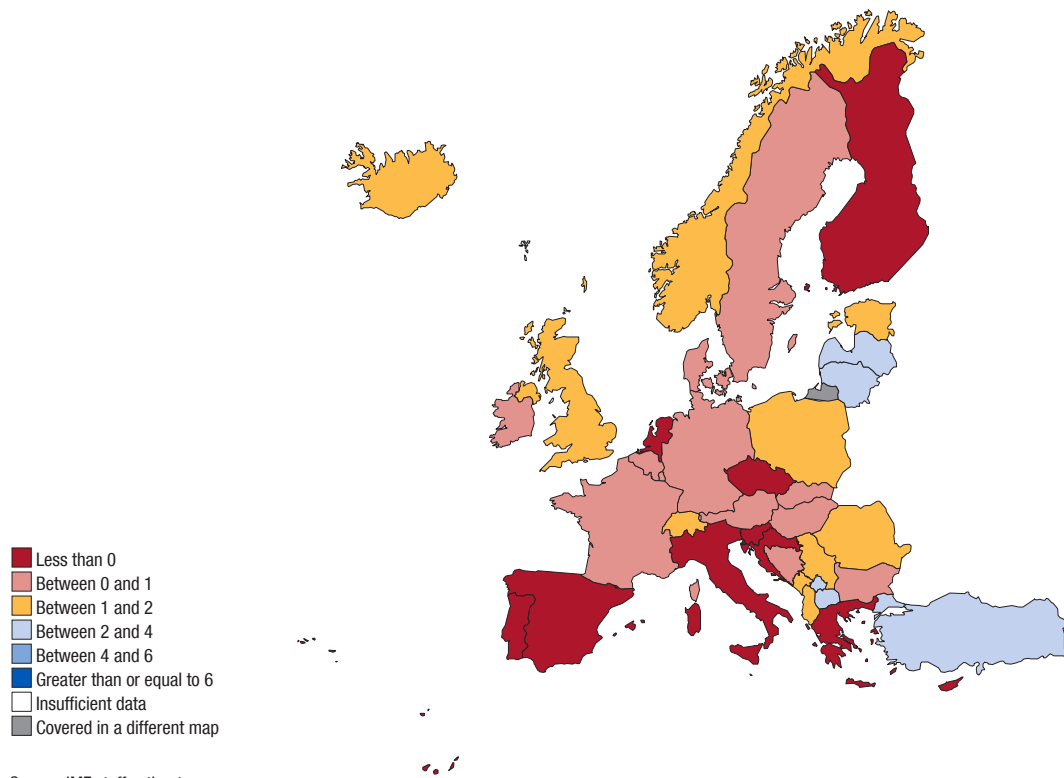 Less than 0
Between 0 and 1
Between 1 and 2
Between 2 and 4
Between 4 and 6
Greater than or equal to 6
Insufficient data
Covered in a different map